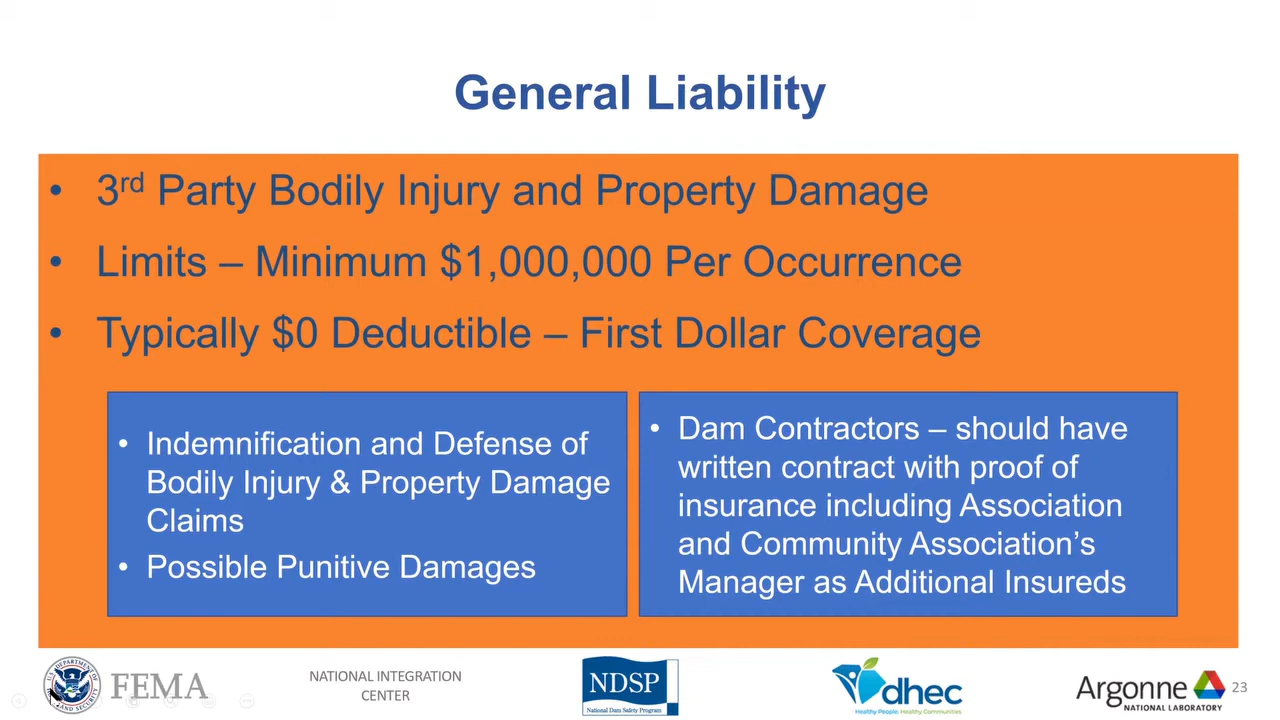 General Liability
• 3rd Party Bodily Injury and Property Damage
• Limits – Minimum $1,000,000 Per Occurrence
• Typically $0 Deductible – First Dollar Coverage
• Indemnification and Defense of
Bodily Injury & Property Damage
Claims
• Possible Punitive Damages
• Dam Contractors – should have
written contract with proof of
insurance including Association
and Community Association’s
Manager as Additional Insureds
FEMA
NATIONAL INTEGRATION
CENTER
NDSP
National Dam Safety Program
dhec
Healthy People. Healthy Communities
Argonne
NATIONAL LABORATORY
23